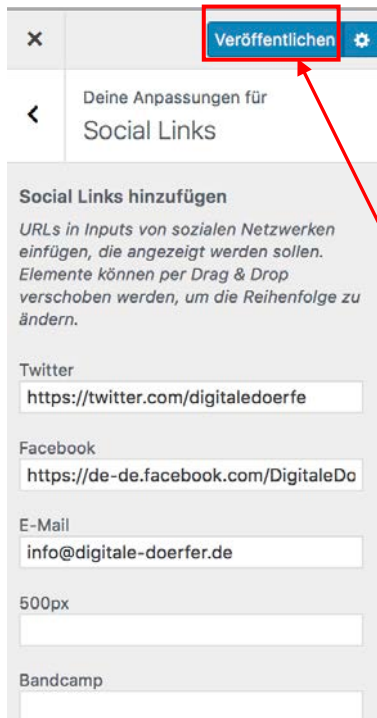 Veröffentlichen
Deine Anpassungen für
Social Links
Social Links hinzufügen
URLs in Inputs von sozialen Netzwerken
einfügen, die angezeigt werden sollen.
Elemente können per Drag & Drop
verschoben werden, um die Reihenfolge zu
ändern.
Twitter
https://twitter.com/digitaledoerfe
Facebook
https://de-de.facebook.com/DigitaleDo
E-Mail
info@digitale-doerfer.de
500px
Bandcamp